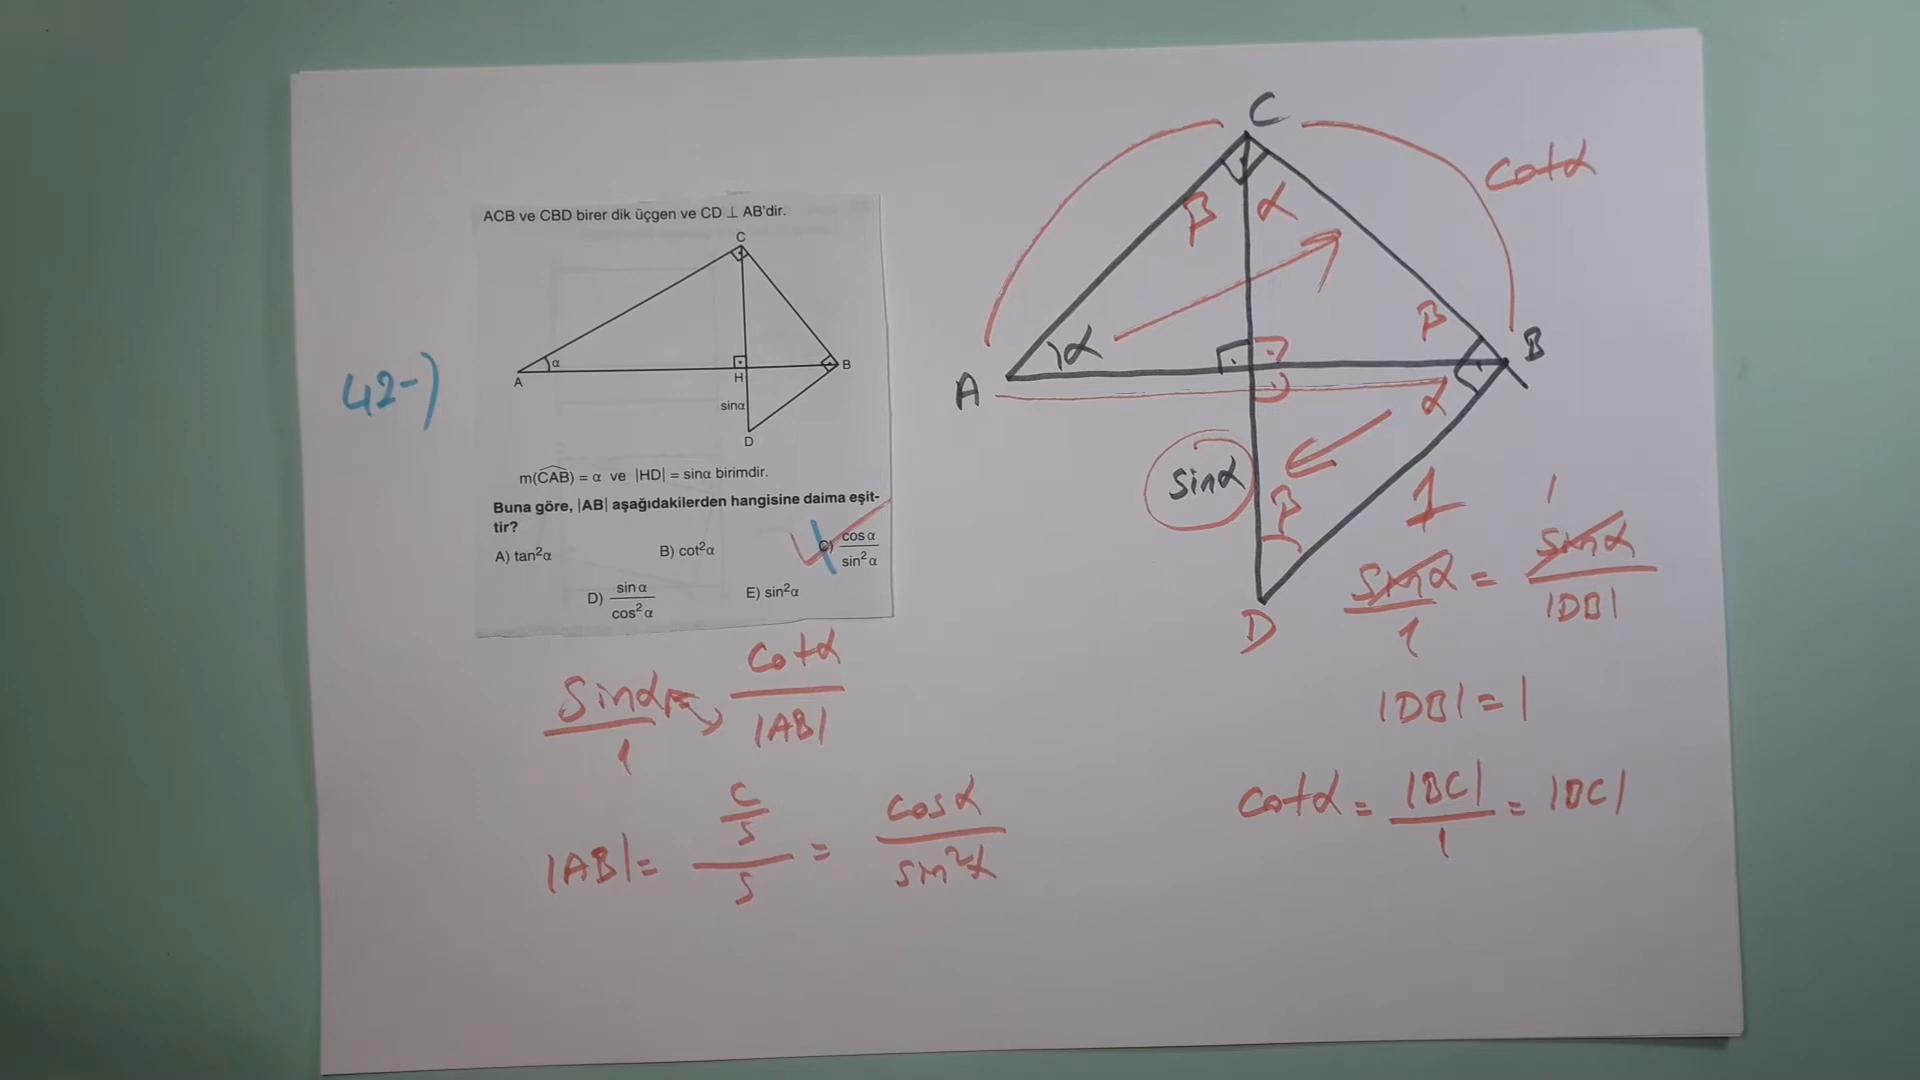 42-)
ACB ve CBD birer dik üçgen ve CD ⊥ AB'dir.
C
α
A
H
B
sinα
D
m(CAB) = α ve |HD| = sinα birimdir.
Buna göre, |AB| aşağıdakilerden hangisine daima eşit-
tir?
A) tan²α B) cot²α C) cosα / sin²α
D) sinα / cos²α E) sin²α
C
cotα
β α
β
B
α
A
α
sinα
β
1
D
sinα / 1 = sinα / |DB| 1
|DB| = 1
cotα = |BC| / 1 = |BC|
sinα / 1 = cotα / |AB|
|AB| = c/s / s = cosα / sin²α